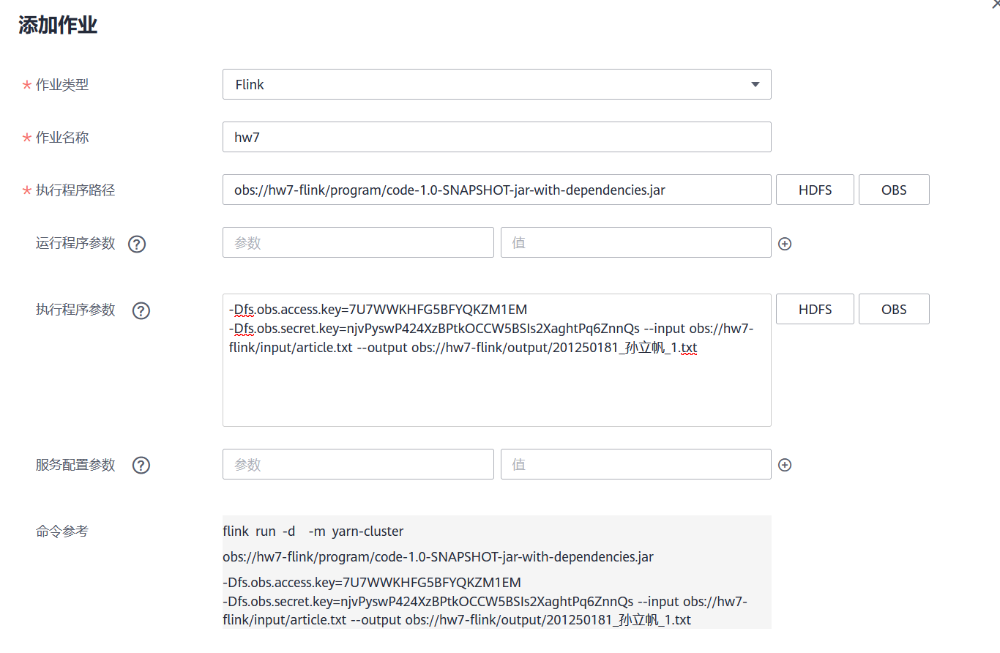 添加作业
* 作业类型 Flink
* 作业名称 hw7
* 执行程序路径 obs://hw7-flink/program/code-1.0-SNAPSHOT-jar-with-dependencies.jar HDFS OBS
运行程序参数 ? 参数 值
执行程序参数 ? -Dfs.obs.access.key=7U7WWKHFG5BFYQKZM1EM HDFS OBS
-Dfs.obs.secret.key=njvPyswP424XzBPtkOCCW5BSIs2XaghtPq6ZnnQs --input obs://hw7-
flink/input/article.txt --output obs://hw7-flink/output/201250181_孙立帆_1.txt
服务配置参数 ? 参数 值
命令参考 flink run -d -m yarn-cluster
obs://hw7-flink/program/code-1.0-SNAPSHOT-jar-with-dependencies.jar
-Dfs.obs.access.key=7U7WWKHFG5BFYQKZM1EM
-Dfs.obs.secret.key=njvPyswP424XzBPtkOCCW5BSIs2XaghtPq6ZnnQs --input obs://hw7-
flink/input/article.txt --output obs://hw7-flink/output/201250181_孙立帆_1.txt